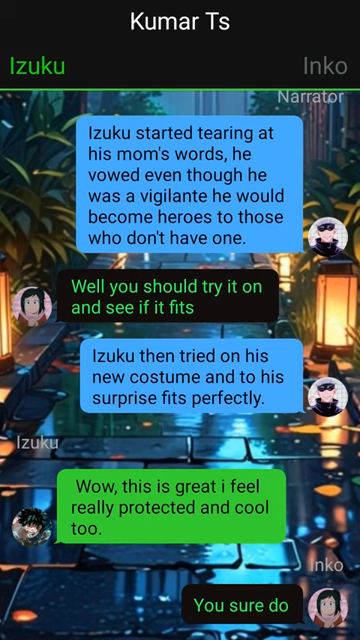 Kumar Ts
Izuku
Inko
Narrator
Izuku started tearing at
his mom's words, he
vowed even though he
was a vigilante he would
become heroes to those
who don't have one.
Well you should try it on
and see if it fits
Izuku then tried on his
new costume and to his
surprise fits perfectly.
Izuku
Wow, this is great i feel
really protected and cool
too.
Inko
You sure do